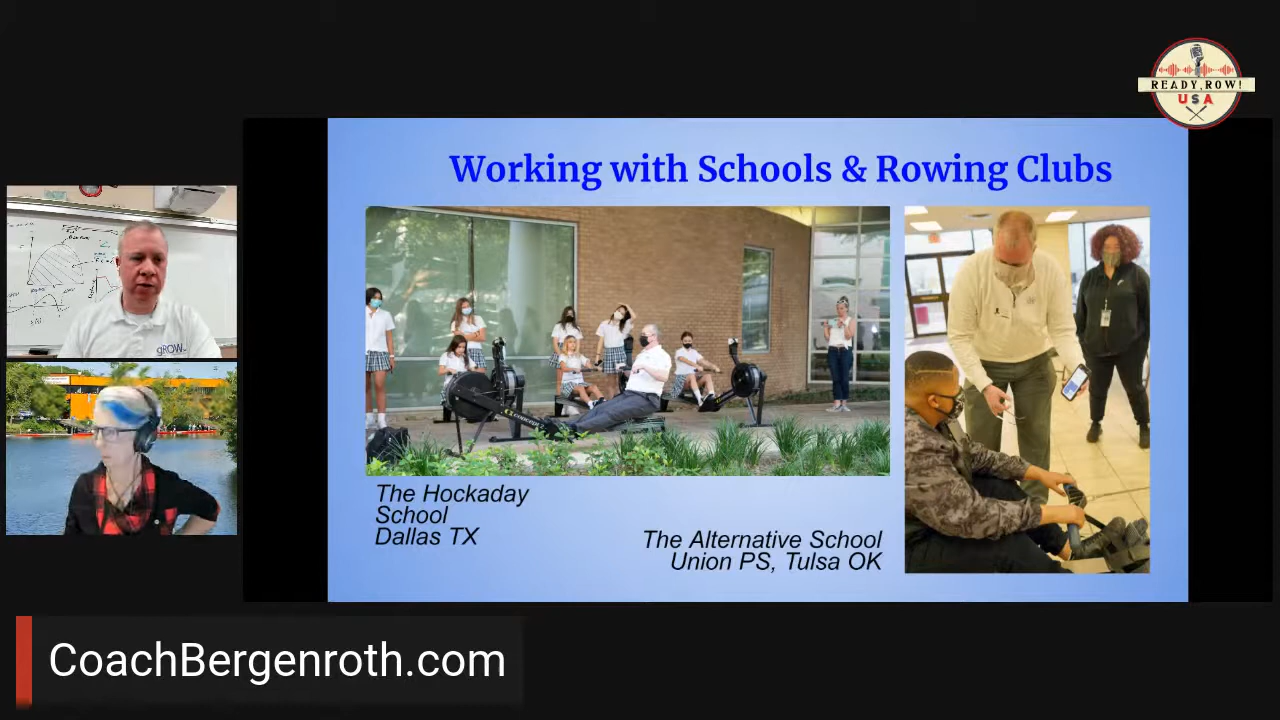 READY, ROW!
USA
Working with Schools & Rowing Clubs
gROW
The Hockaday
School
Dallas TX
The Alternative School
Union PS, Tulsa OK
CoachBergenroth.com